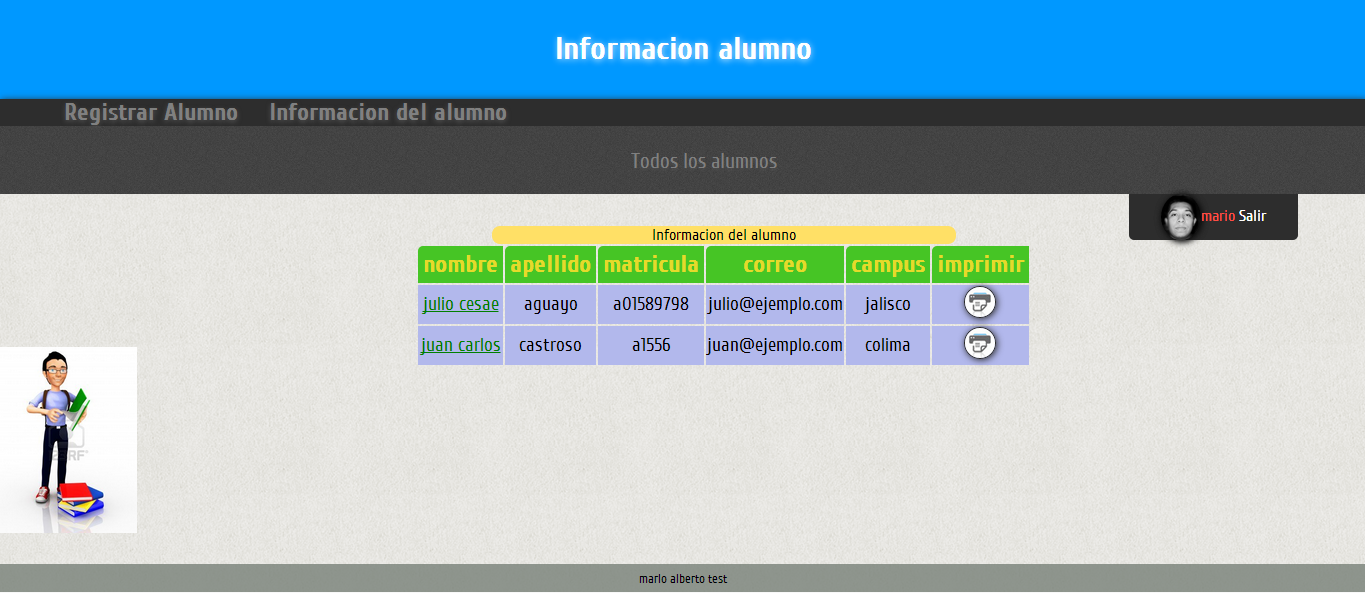 Informacion alumno
Registrar Alumno Informacion del alumno
Todos los alumnos
mario Salir
Informacion del alumno
nombre apellido matricula correo campus imprimir
julio cesae aguayo a01589798 julio@ejemplo.com jalisco
juan carlos castroso a1556 juan@ejemplo.com colima
mario alberto test